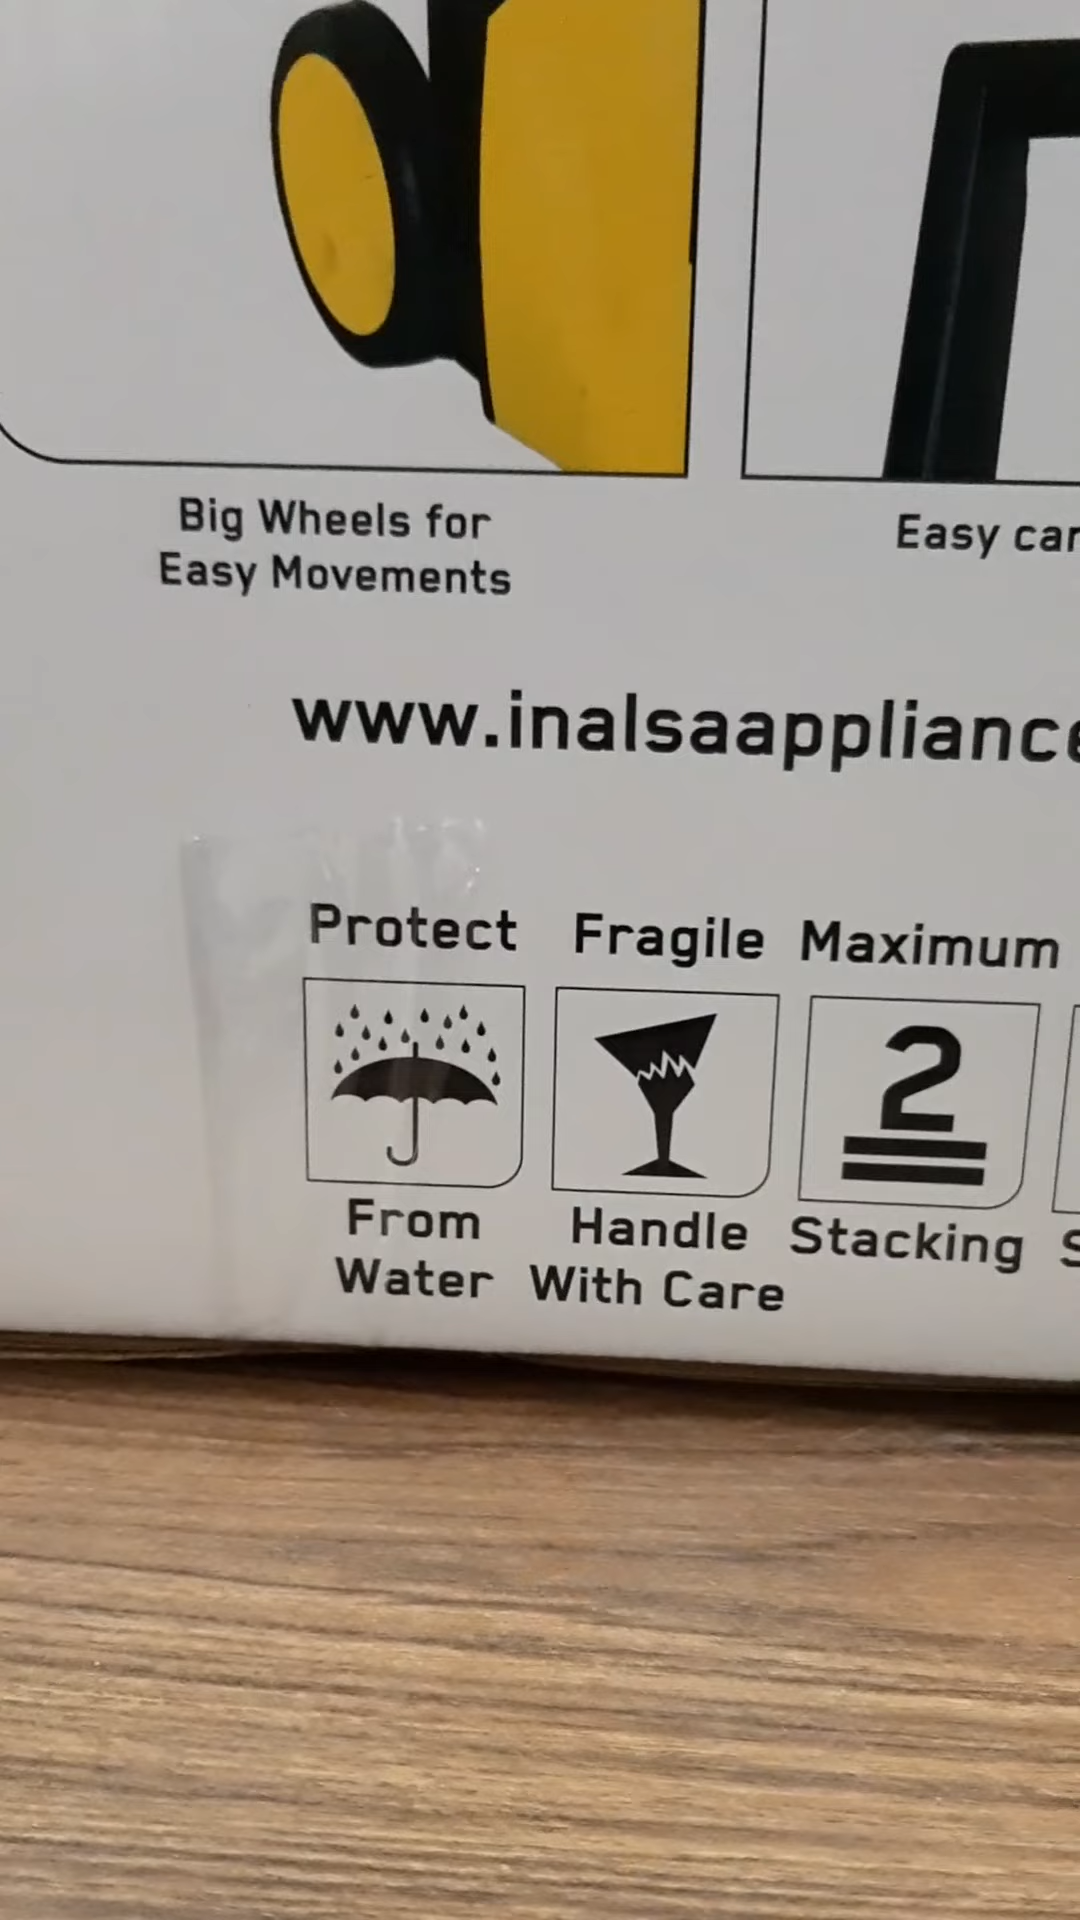 Big Wheels for
Easy Movements
Easy car
www.inalsaappliance
Protect Fragile Maximum
2
From Handle Stacking S
Water With Care